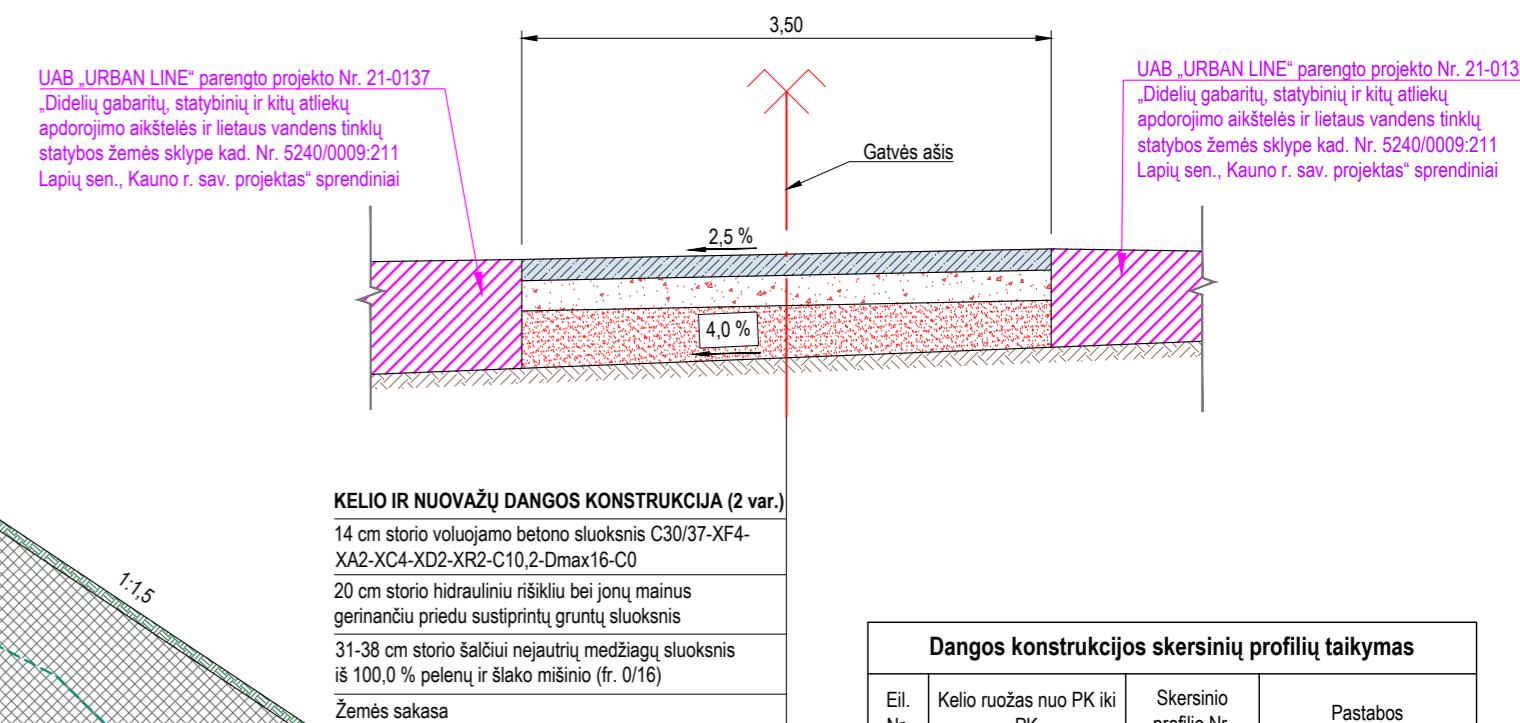 3,50
UAB „URBAN LINE“ parengto projekto Nr. 21-0137
„Didelių gabaritų, statybinių ir kitų atliekų
apdorojimo aikštelės ir lietaus vandens tinklų
statybos žemės sklype kad. Nr. 5240/0009:211
Lapių sen., Kauno r. sav. projektas“ sprendiniai
UAB „URBAN LINE“ parengto projekto Nr. 21-013
„Didelių gabaritų, statybinių ir kitų atliekų
apdorojimo aikštelės ir lietaus vandens tinklų
statybos žemės sklype kad. Nr. 5240/0009:211
Lapių sen., Kauno r. sav. projektas“ sprendiniai
Gatvės ašis
2,5 %
4,0 %
KELIO IR NUOVAŽŲ DANGOS KONSTRUKCIJA (2 var.)
14 cm storio voluojamo betono sluoksnis C30/37-XF4-
XA2-XC4-XD2-XR2-C10,2-Dmax16-C0
20 cm storio hidrauliniu rišikliu bei jonų mainus
gerinančiu priedu sustiprintų gruntų sluoksnis
31-38 cm storio šalčiui nejautrių medžiagų sluoksnis
iš 100,0 % pelenų ir šlako mišinio (fr. 0/16)
Žemės sakasa
1:1,5
Dangos konstrukcijos skersinių profilių taikymas
Eil.
Nr.
Kelio ruožas nuo PK iki
PK
Skersinio
profilio Nr.
Pastabos